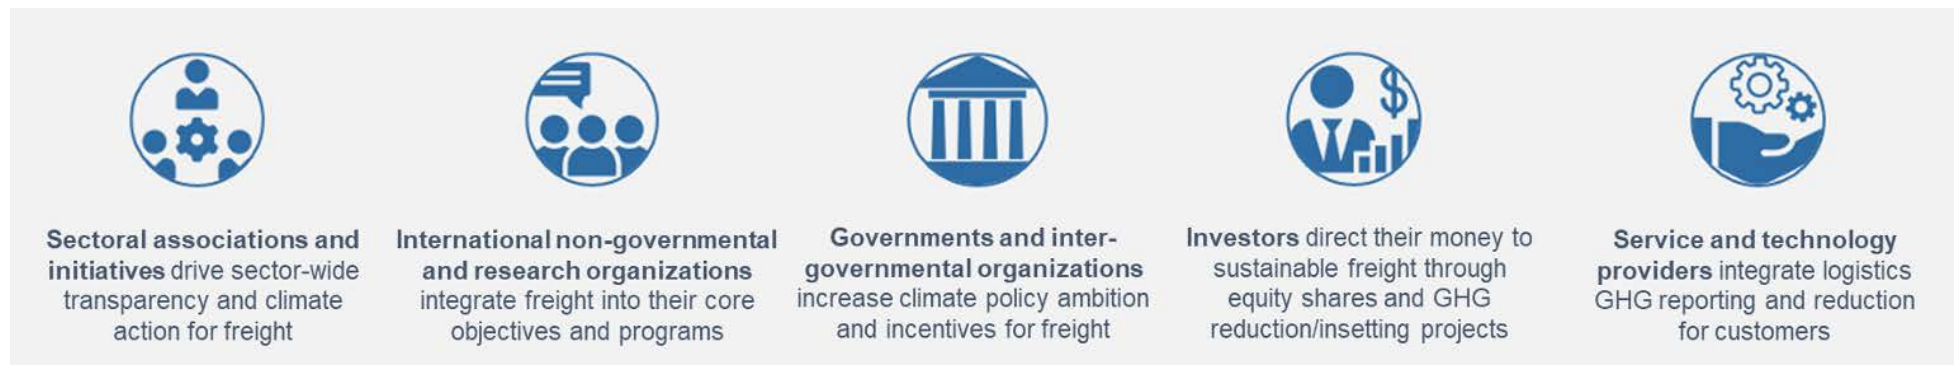 Sectoral associations and
initiatives drive sector-wide
transparency and climate
action for freight
International non-governmental
and research organizations
integrate freight into their core
objectives and programs
Governments and inter-
governmental organizations
increase climate policy ambition
and incentives for freight
Investors direct their money to
sustainable freight through
equity shares and GHG
reduction/insetting projects
Service and technology
providers integrate logistics
GHG reporting and reduction
for customers